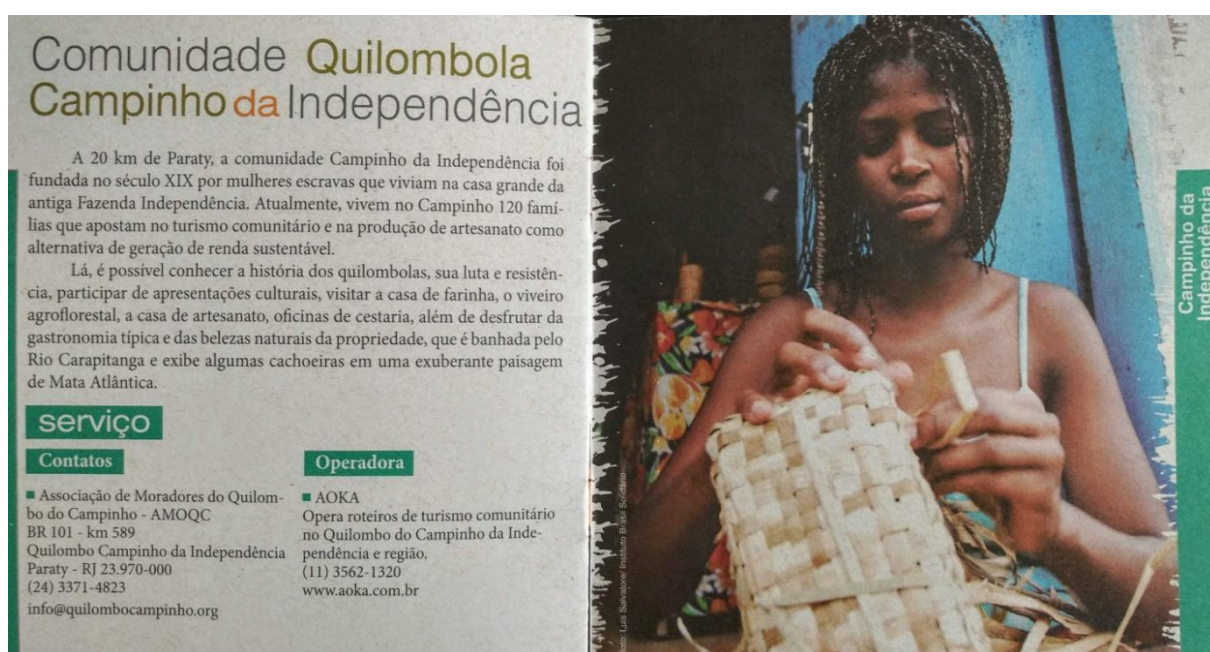 Comunidade Quilombola
Campinho da Independência
A 20 km de Paraty, a comunidade Campinho da Independência foi
fundada no século XIX por mulheres escravas que viviam na casa grande da
antiga Fazenda Independência. Atualmente, vivem no Campinho 120 famí-
lias que apostam no turismo comunitário e na produção de artesanato como
alternativa de geração de renda sustentável.
Lá, é possível conhecer a história dos quilombolas, sua luta e resistên-
cia, participar de apresentações culturais, visitar a casa de farinha, o viveiro
agroflorestal, a casa de artesanato, oficinas de cestaria, além de desfrutar da
gastronomia típica e das belezas naturais da propriedade, que é banhada pelo
Rio Carapitanga e exibe algumas cachoeiras em uma exuberante paisagem
de Mata Atlântica.
serviço
Contatos
■ Associação de Moradores do Quilom-
bo do Campinho - AMOQC
BR 101 - km 589
Quilombo Campinho da Independência
Paraty - RJ 23.970-000
(24) 3371-4823
info@quilombocampinho.org
Operadora
■ AOKA
Opera roteiros de turismo comunitário
no Quilombo do Campinho da Inde-
pendência e região.
(11) 3562-1320
www.aoka.com.br
Luis Salvatore/ Instituto Brasil Solidário
Campinho da
Independência